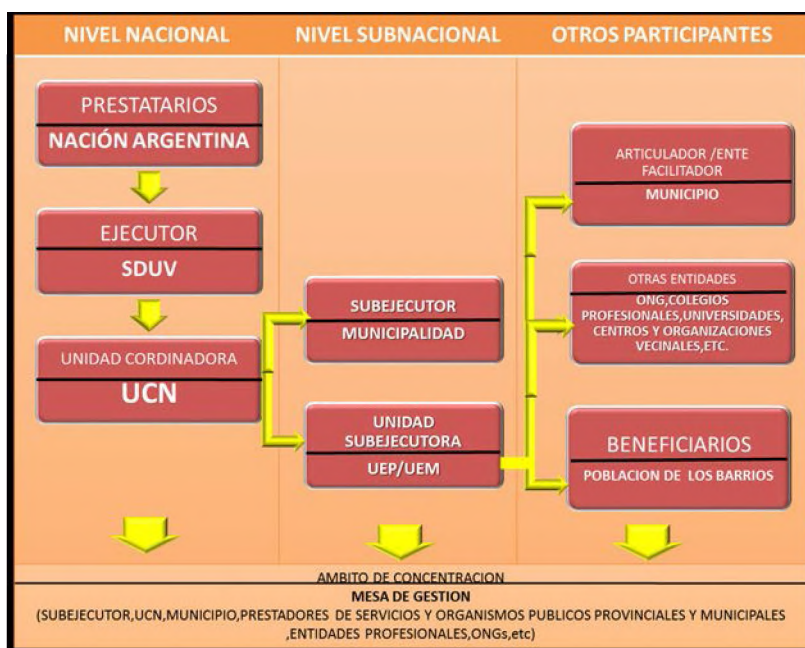 NIVEL NACIONAL
NIVEL SUBNACIONAL
OTROS PARTICIPANTES
PRESTATARIOS
NACIÓN ARGENTINA
EJECUTOR
SDUV
UNIDAD CORDINADORA
UCN
SUBEJECUTOR
MUNICIPALIDAD
UNIDAD
SUBEJECUTORA
UEP/UEM
ARTICULADOR /ENTE
FACILITADOR
MUNICIPIO
OTRAS ENTIDADES
ONG,COLEGIOS
PROFESIONALES,UNIVERSIDADES,
CENTROS Y ORGANIZACIONES
VECINALES,ETC.
BENEFICIARIOS
POBLACION DE LOS BARRIOS
AMBITO DE CONCENTRACION
MESA DE GESTION
(SUBEJECUTOR,UCN,MUNICIPIO,PRESTADORES DE SERVICIOS Y ORGANISMOS PUBLICOS PROVINCIALES Y MUNICIPALES
,ENTIDADES PROFESIONALES,ONGs,etc)